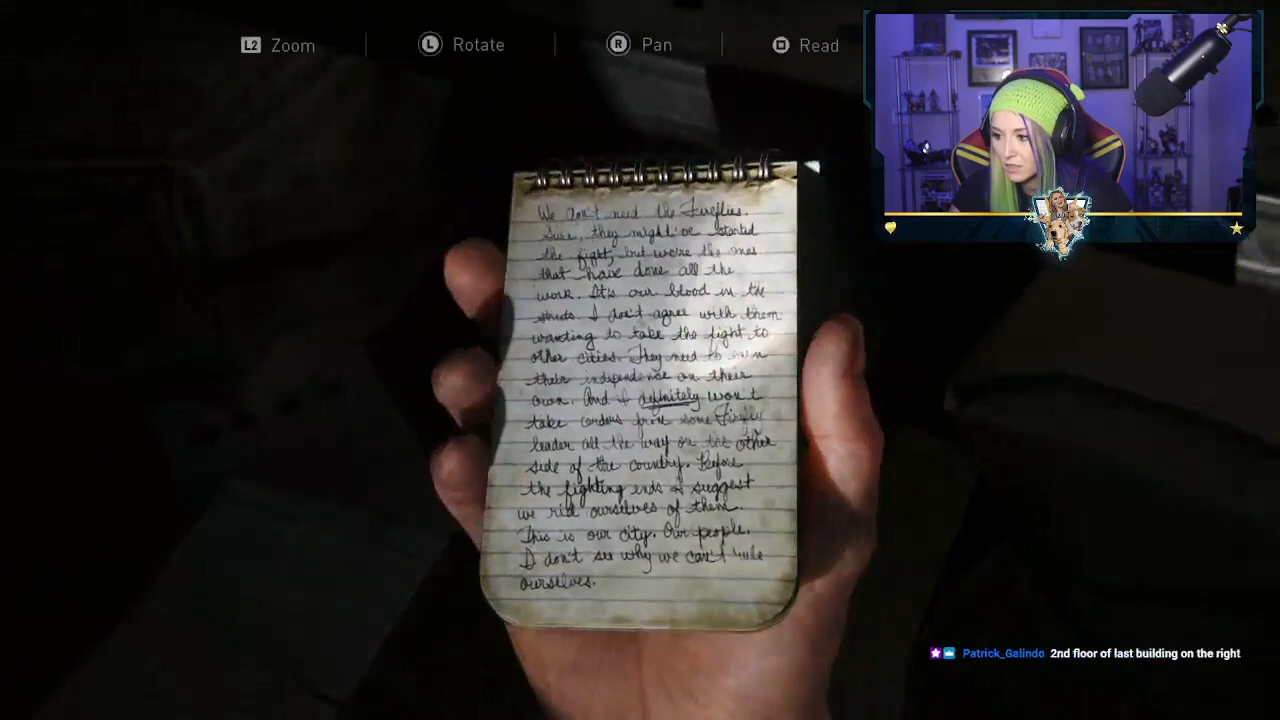 L2 Zoom
L Rotate
R Pan
Read
We don't need the Fireflies.
Sure, they might've started
the fight, but we're the ones
that have done all the
work. It's our blood in the
streets. I don't agree with them
wanting to take the fight to
other cities. They need to
their independence on their
own. And I definitely won't
take orders from some Firefly
leader all the way on the other
side of the country. Before
the fighting ends I suggest
we rid ourselves of them.
This is our city. Our people.
I don't see why we can't rule
ourselves.
Patrick_Galindo 2nd floor of last building on the right